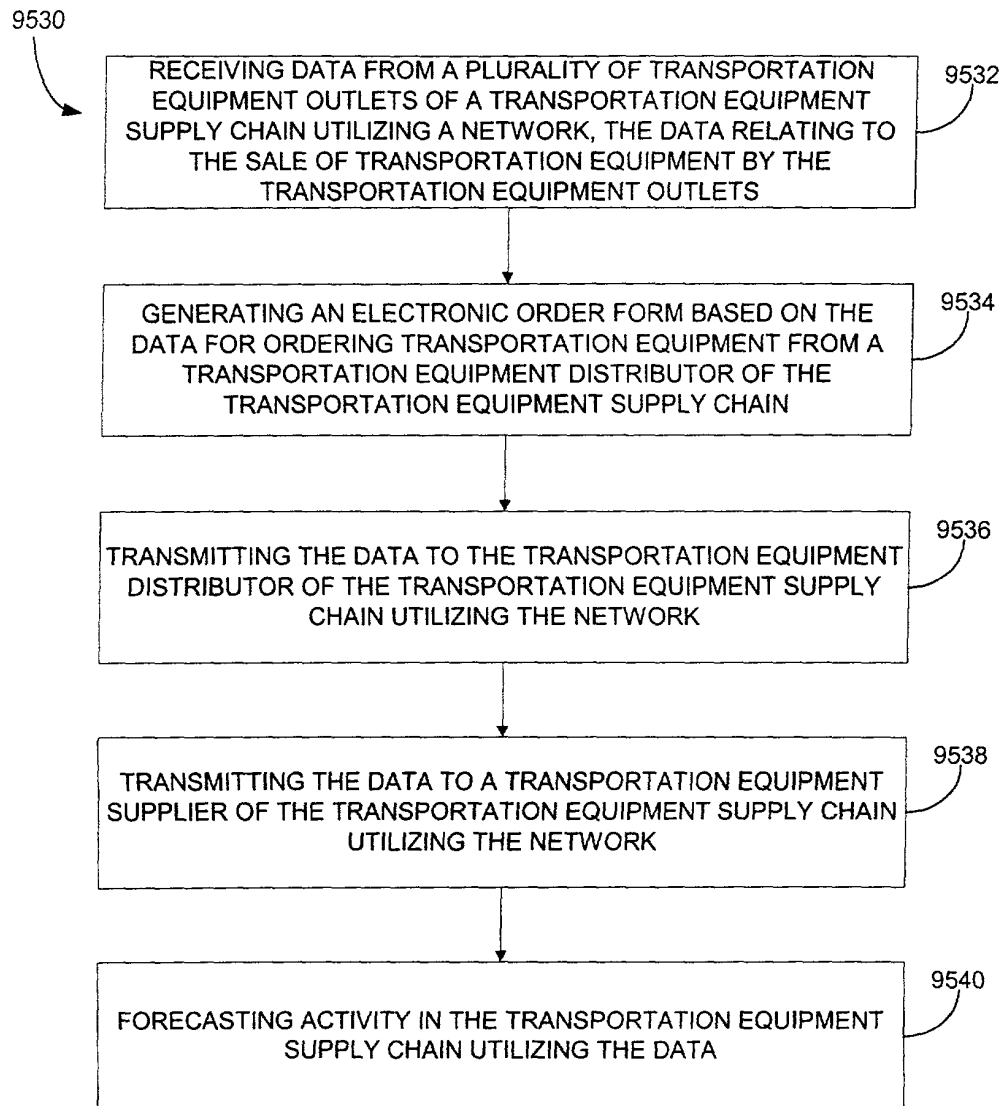 9530
RECEIVING DATA FROM A PLURALITY OF TRANSPORTATION
EQUIPMENT OUTLETS OF A TRANSPORTATION EQUIPMENT
SUPPLY CHAIN UTILIZING A NETWORK, THE DATA RELATING TO
THE SALE OF TRANSPORTATION EQUIPMENT BY THE
TRANSPORTATION EQUIPMENT OUTLETS
9532
GENERATING AN ELECTRONIC ORDER FORM BASED ON THE
DATA FOR ORDERING TRANSPORTATION EQUIPMENT FROM A
TRANSPORTATION EQUIPMENT DISTRIBUTOR OF THE
TRANSPORTATION EQUIPMENT SUPPLY CHAIN
9534
TRANSMITTING THE DATA TO THE TRANSPORTATION EQUIPMENT
DISTRIBUTOR OF THE TRANSPORTATION EQUIPMENT SUPPLY
CHAIN UTILIZING THE NETWORK
9536
TRANSMITTING THE DATA TO A TRANSPORTATION EQUIPMENT
SUPPLIER OF THE TRANSPORTATION EQUIPMENT SUPPLY CHAIN
UTILIZING THE NETWORK
9538
FORECASTING ACTIVITY IN THE TRANSPORTATION EQUIPMENT
SUPPLY CHAIN UTILIZING THE DATA
9540